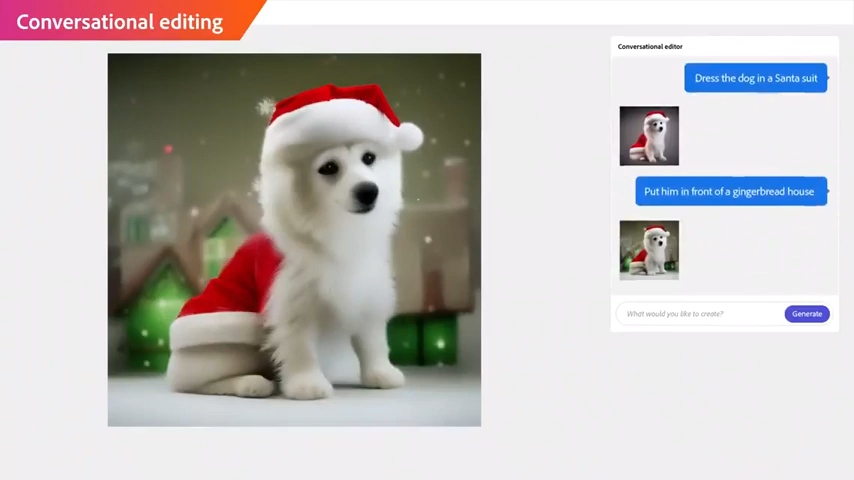 Conversational editing
Conversational editor
Dress the dog in a Santa suit
Put him in front of a gingerbread house
What would you like to create?
Generate